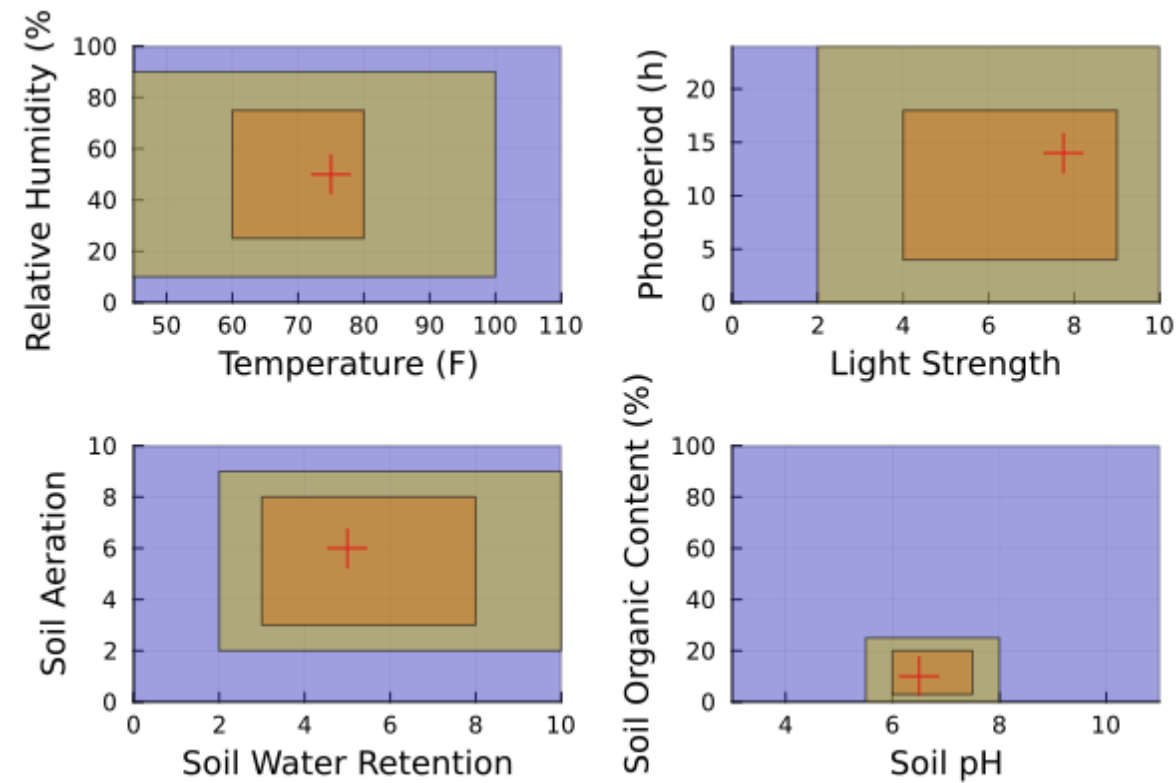 Relative Humidity (%
100
80
60
40
20
0
50 60 70 80 90 100 110
Temperature (F)
Photoperiod (h)
20
15
10
5
0
0 2 4 6 8 10
Light Strength
Soil Aeration
10
8
6
4
2
0
0 2 4 6 8 10
Soil Water Retention
Soil Organic Content (%)
100
80
60
40
20
0
4 6 8 10
Soil pH